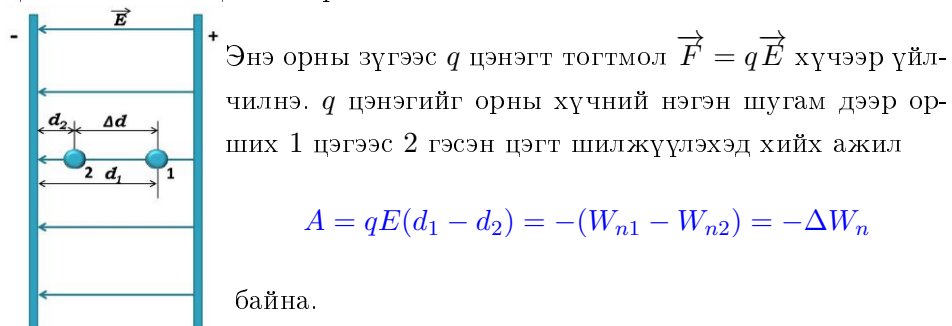 E⃗
- +
d₂ Δd
2 1
d₁
Энэ орны зүгээс q цэнэгт тогтмол F⃗ = qE⃗ хүчээр үйл-
чилнэ. q цэнэгийг орны хүчний нэгэн шугам дээр ор-
ших 1 цэгээс 2 гэсэн цэгт шилжүүлэхэд хийх ажил
A = qE(d₁ − d₂) = −(Wₙ₁ − Wₙ₂) = −ΔWₙ
байна.